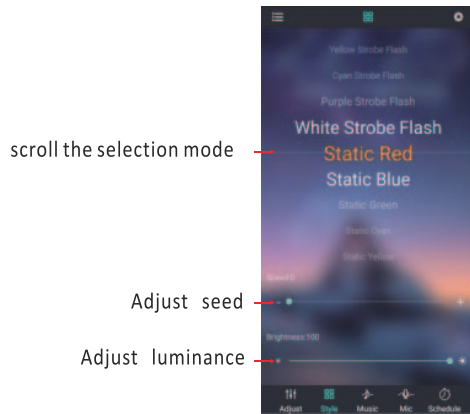 Yellow Strobe Flash
Cyan Strobe Flash
Purple Strobe Flash
White Strobe Flash
scroll the selection mode
Static Red
Static Blue
Static Green
Static Cyan
Static Yellow
Speed:0
Adjust seed
Brightness:100
Adjust luminance
Adjust Style Music Mic Schedule